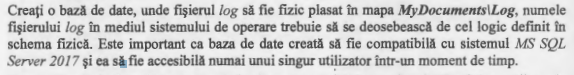 Creați o bază de date, unde fișierul log să fie fizic plasat în mapa MyDocuments\Log, numele
fișierului log în mediul sistemului de operare trebuie să se deosebească de cel logic definit în
schema fizică. Este important ca baza de date creată să fie compatibilă cu sistemul MS SQL
Server 2017 și ea să fie accesibilă numai unui singur utilizator într-un moment de timp.